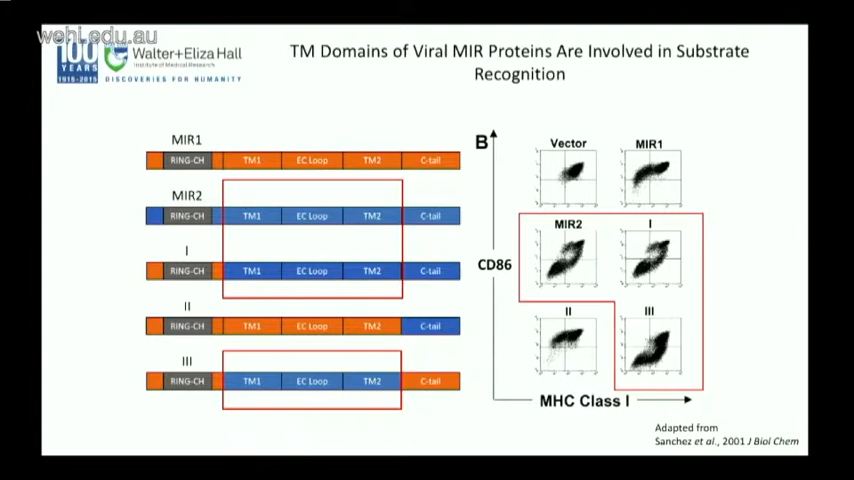 wehi.edu.au
100
YEARS
1915-2015
Walter+Eliza Hall
Institute of Medical Research
DISCOVERIES FOR HUMANITY
TM Domains of Viral MIR Proteins Are Involved in Substrate
Recognition
MIR1
RING-CH TM1 EC Loop TM2 C-tail
MIR2
RING-CH TM1 EC Loop TM2 C-tail
I
RING-CH TM1 EC Loop TM2 C-tail
II
RING-CH TM1 EC Loop TM2 C-tail
III
RING-CH TM1 EC Loop TM2 C-tail
B
Vector MIR1
MIR2 I
CD86
II III
MHC Class I
Adapted from
Sanchez et al., 2001 J Biol Chem